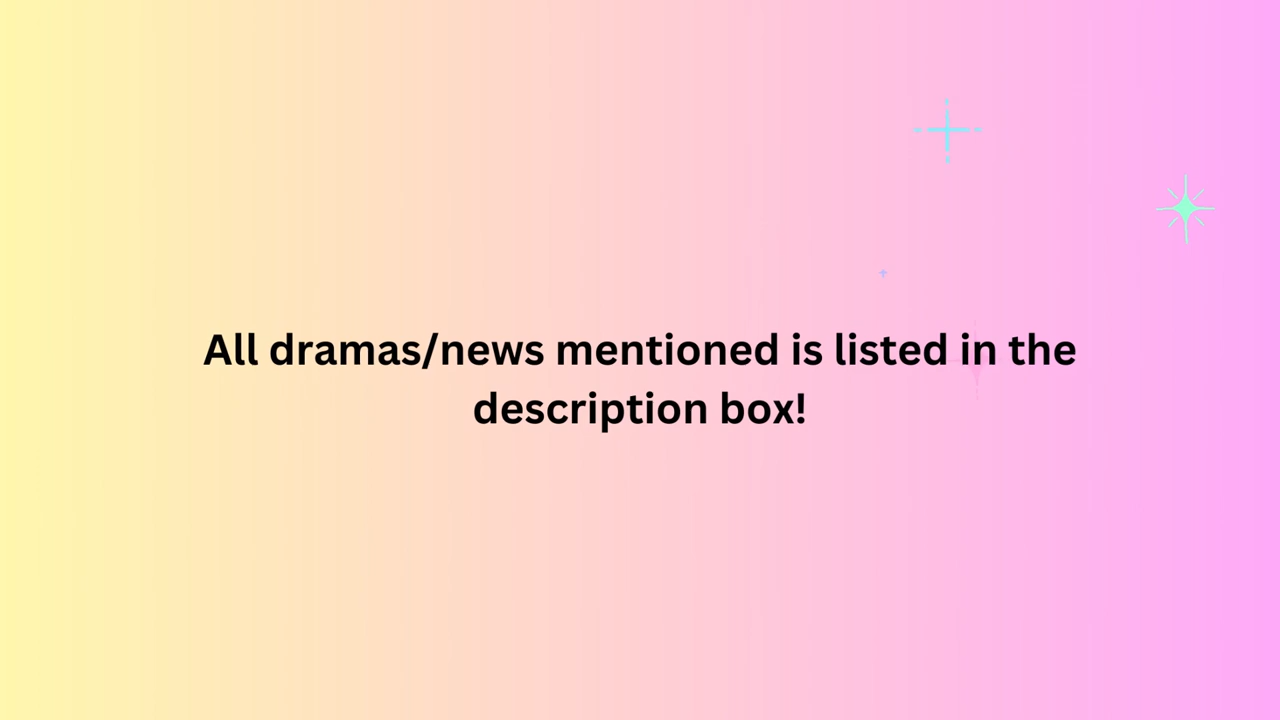 All dramas/news mentioned is listed in the
description box!